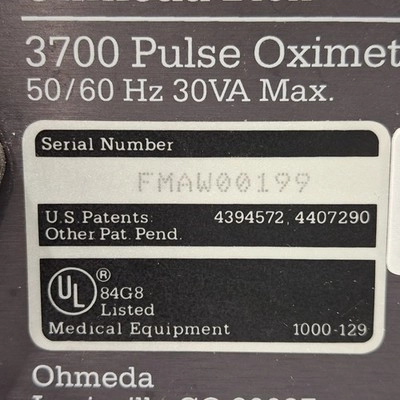 3700 Pulse Oximet
50/60 Hz 30VA Max.
Serial Number
FMAW00199
U.S. Patents 4394572, 4407290
Other Pat. Pend.
UL ® 84G8
Listed
Medical Equipment 1000-129
Ohmeda